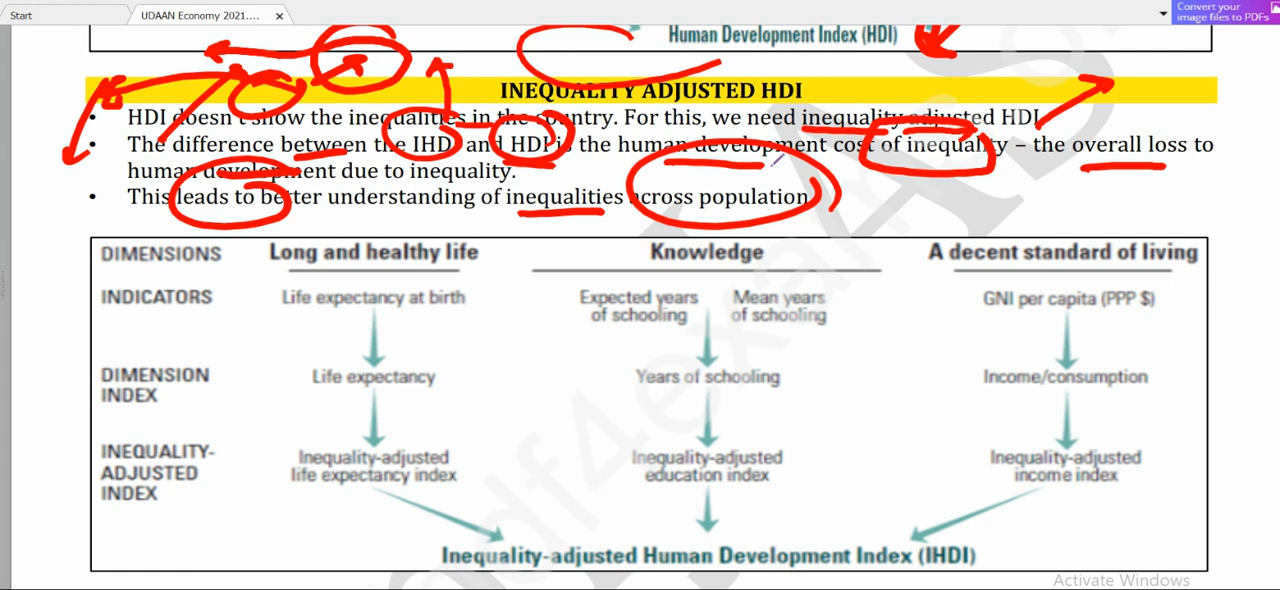 Start
UDAAN Economy 2021....
Convert your
image files to PDFs
Human Development Index (HDI)
INEQUALITY ADJUSTED HDI
• HDI doesn't show the inequalities in the country. For this, we need inequality adjusted HDI
• The difference between the IHDI and HDI is the human development cost of inequality – the overall loss to
human development due to inequality.
• This leads to better understanding of inequalities across population
DIMENSIONS Long and healthy life Knowledge A decent standard of living
INDICATORS Life expectancy at birth Expected years of schooling Mean years of schooling GNI per capita (PPP $)
DIMENSION INDEX Life expectancy Years of schooling Income/consumption
INEQUALITY-ADJUSTED INDEX Inequality-adjusted life expectancy index Inequality-adjusted education index Inequality-adjusted income index
Inequality-adjusted Human Development Index (IHDI)
Activate Windows